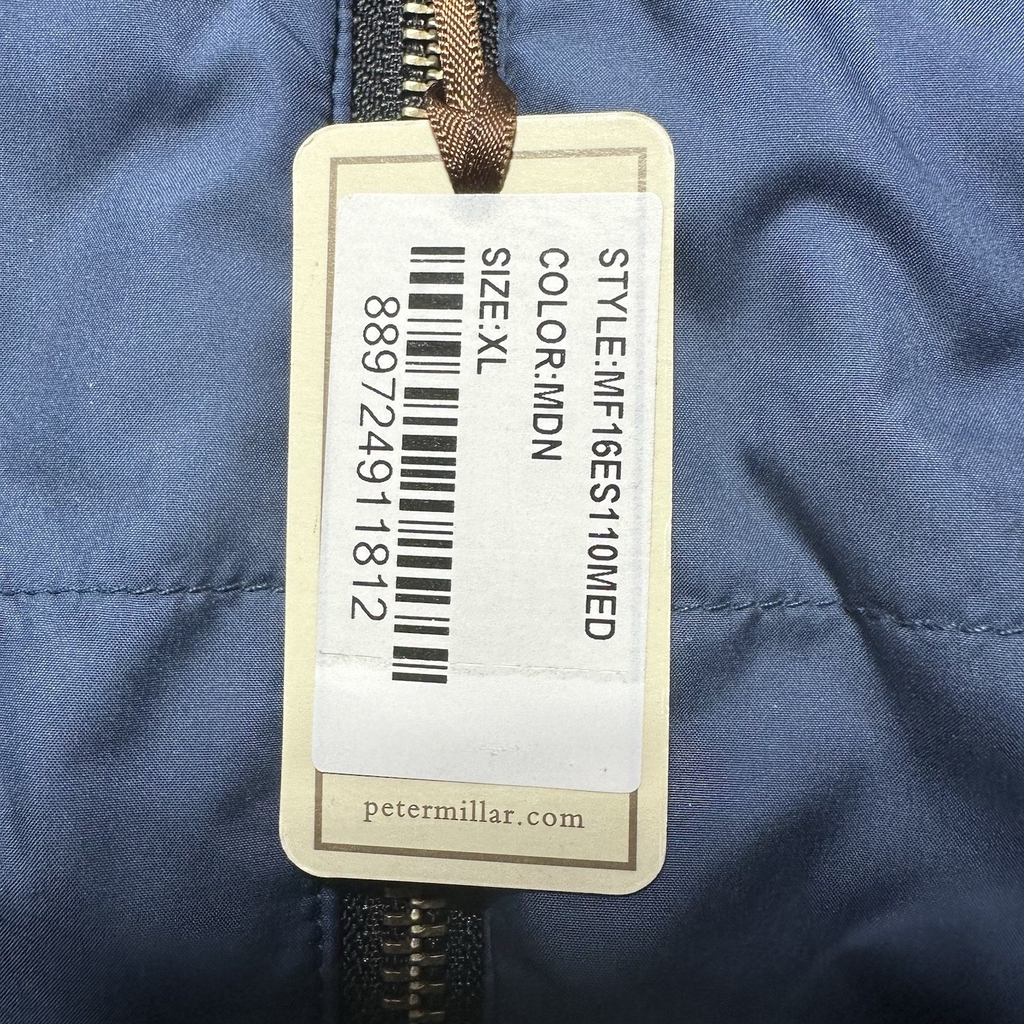 STYLE:MF16ES110MED
COLOR:MDN
SIZE:XL
889724911812
petermillar.com